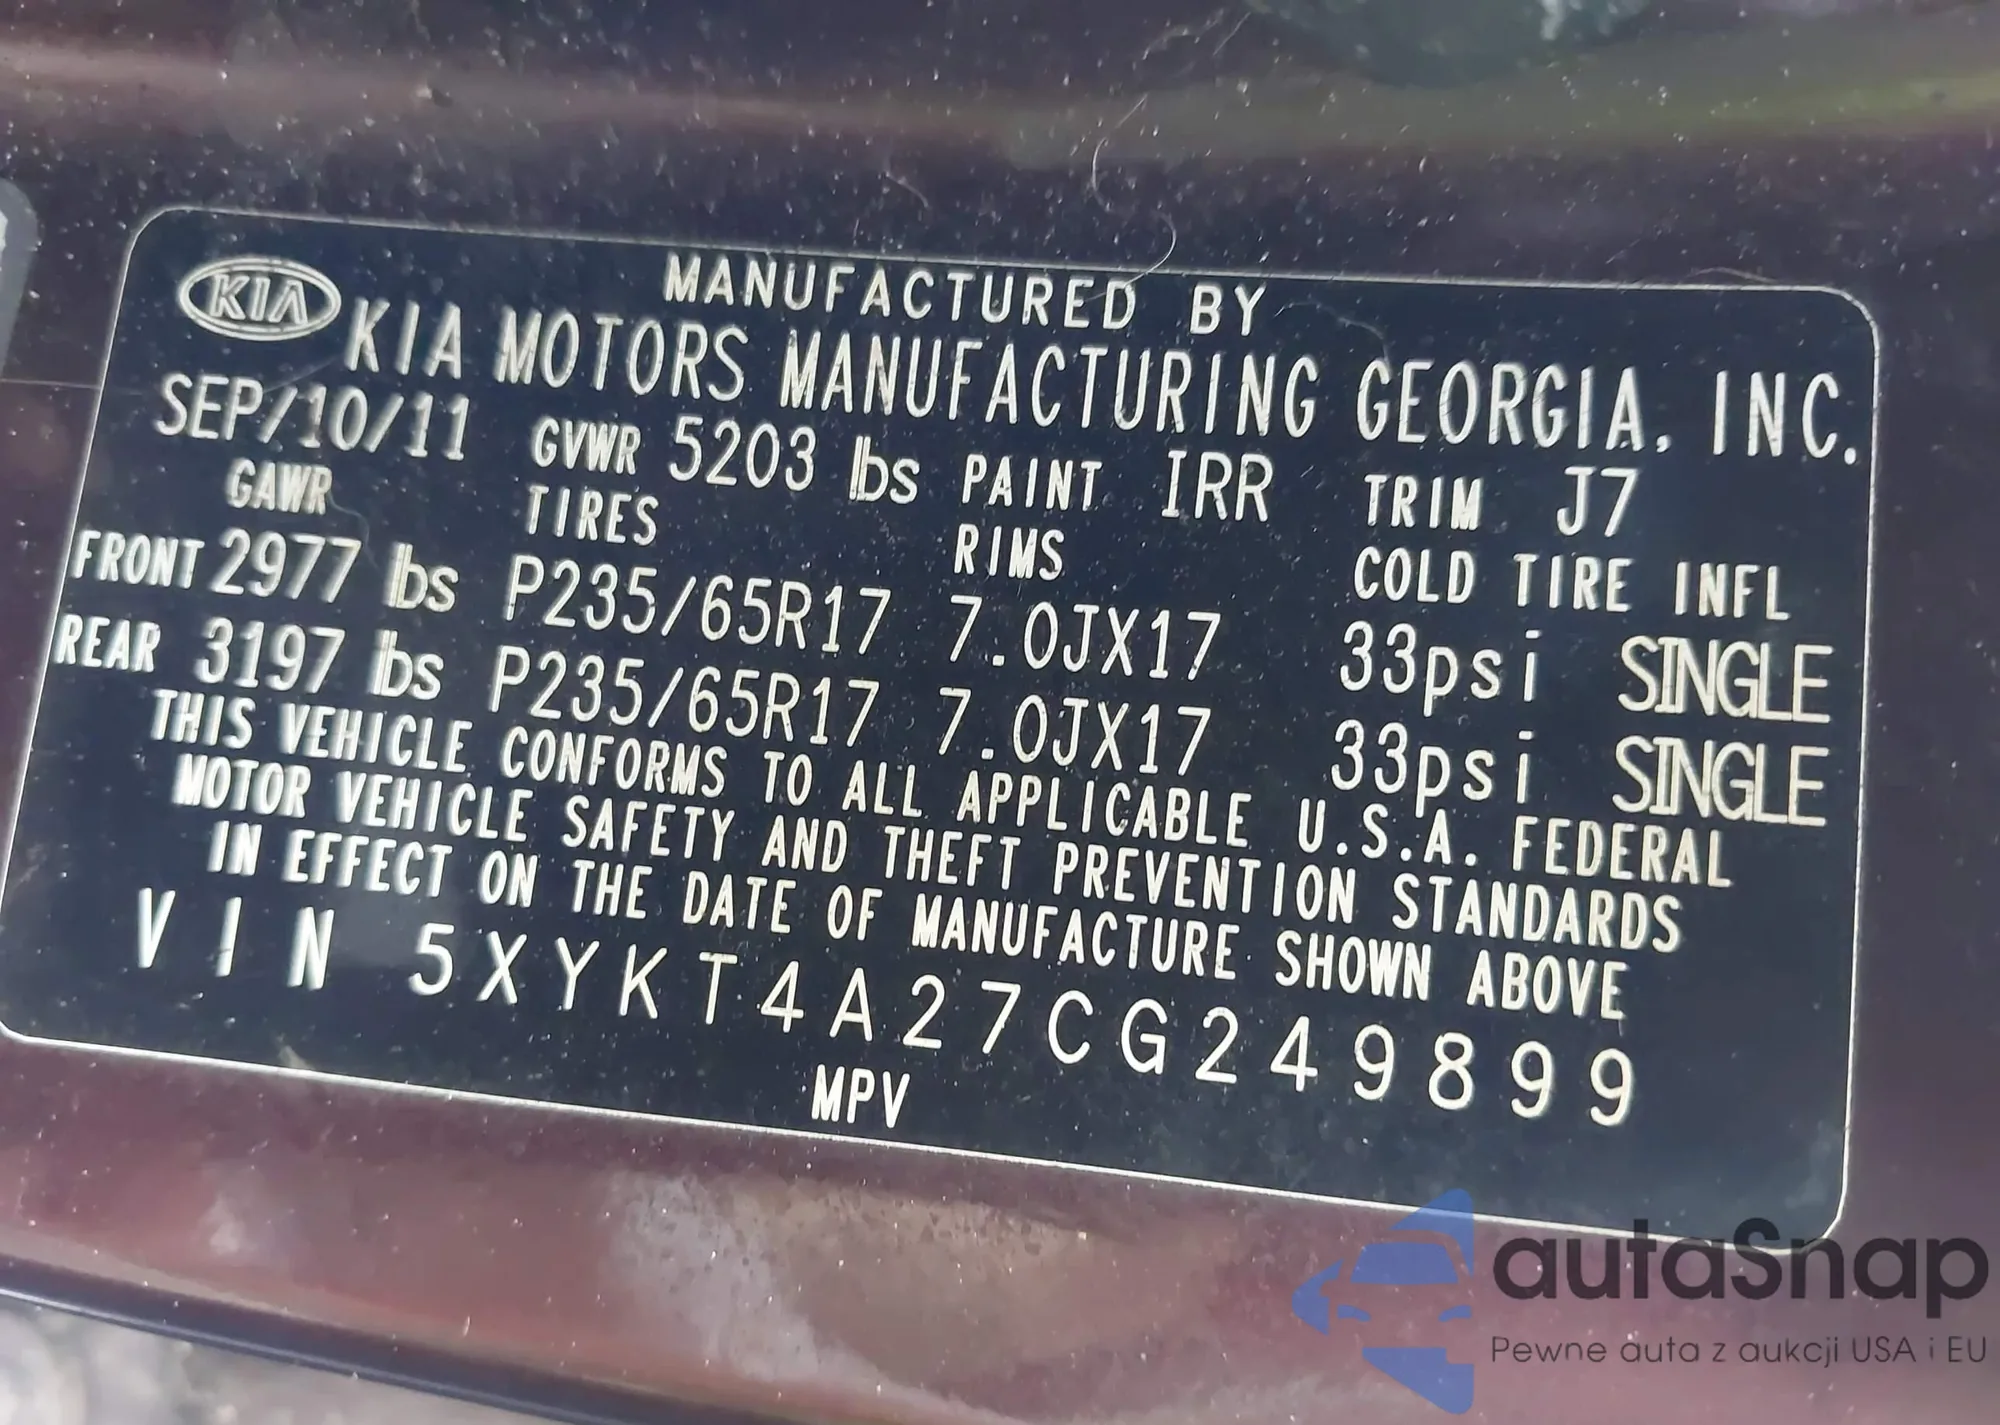 MANUFACTURED BY
KIA KIA MOTORS MANUFACTURING GEORGIA, INC.
SEP/10/11 GVWR 5203 lbs PAINT IRR TRIM J7
GAWR TIRES RIMS COLD TIRE INFL
FRONT 2977 lbs P235/65R17 7.0JX17 33psi SINGLE
REAR 3197 lbs P235/65R17 7.0JX17 33psi SINGLE
THIS VEHICLE CONFORMS TO ALL APPLICABLE U.S.A. FEDERAL
MOTOR VEHICLE SAFETY AND THEFT PREVENTION STANDARDS
IN EFFECT ON THE DATE OF MANUFACTURE SHOWN ABOVE
VIN 5XYKT4A27CG249899
MPV
autaSnap
Pewne auta z aukcji USA i EU